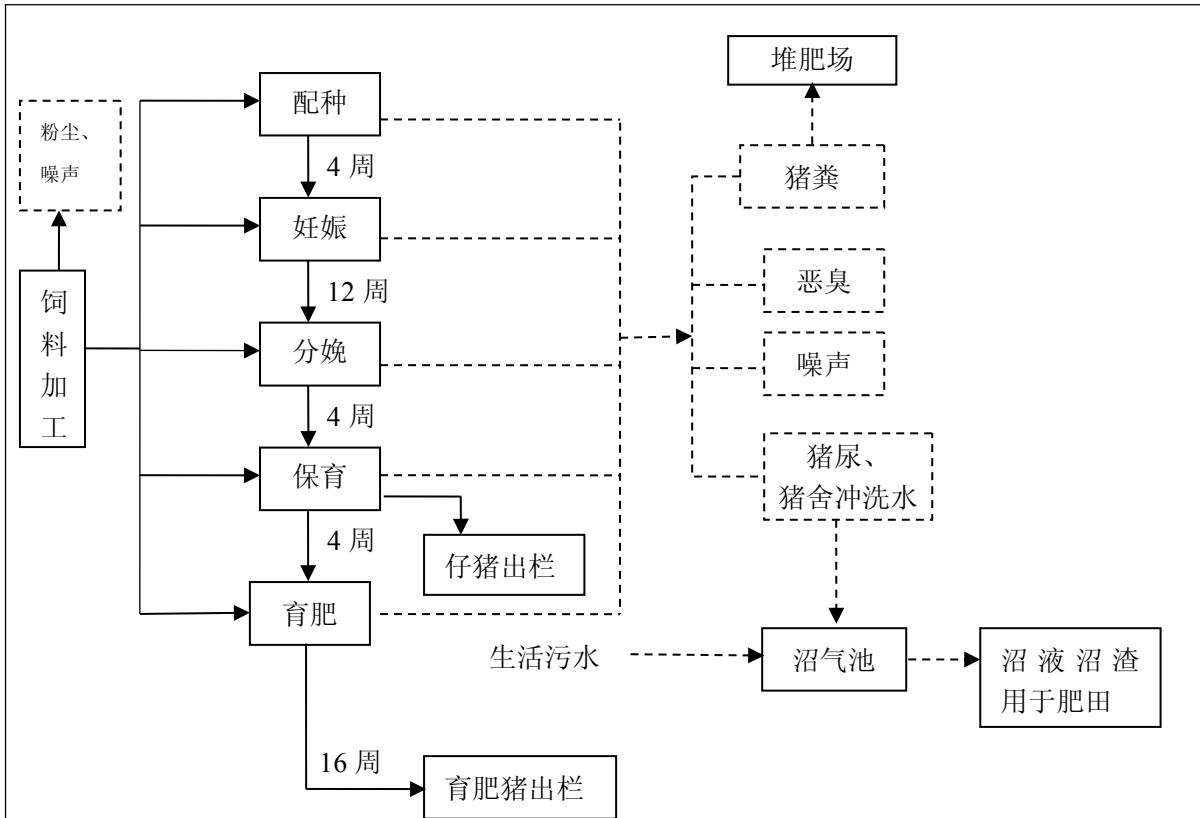 堆肥场
配种
粉尘、
噪声
4 周
猪粪
妊娠
12 周
恶臭
饲
料
加
工
分娩
噪声
4 周
保育
猪尿、
猪舍冲洗水
4 周
仔猪出栏
育肥
生活污水
沼气池
沼液沼渣
用于肥田
16 周
育肥猪出栏